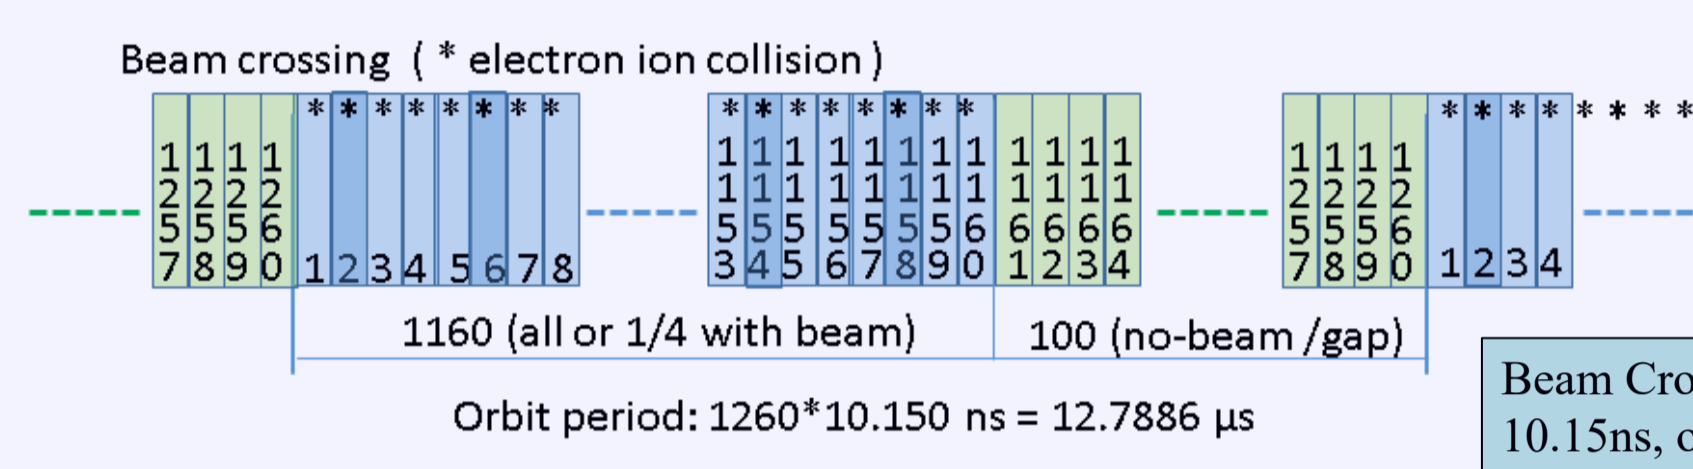 Beam crossing ( * electron ion collision )
* * * * * * * * * * * * * * * * * * * * * * * *
1257 1258 1259 1260 1 2 3 4 5 6 7 8 1153 1154 1155 1156 1157 1158 1159 1160 1161 1162 1163 1164 1257 1258 1259 1260 1 2 3 4
1160 (all or 1/4 with beam) 100 (no-beam /gap)
Orbit period: 1260*10.150 ns = 12.7886 µs
Beam Cro
10.15ns, o